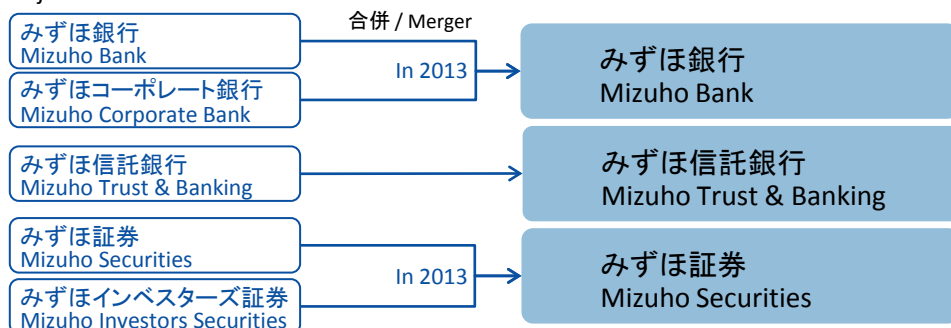 合併 / Merger
みずほ銀行
Mizuho Bank
みずほコーポレート銀行
Mizuho Corporate Bank
In 2013
みずほ銀行
Mizuho Bank
みずほ信託銀行
Mizuho Trust & Banking
みずほ信託銀行
Mizuho Trust & Banking
みずほ証券
Mizuho Securities
みずほインベスターズ証券
Mizuho Investors Securities
In 2013
みずほ証券
Mizuho Securities